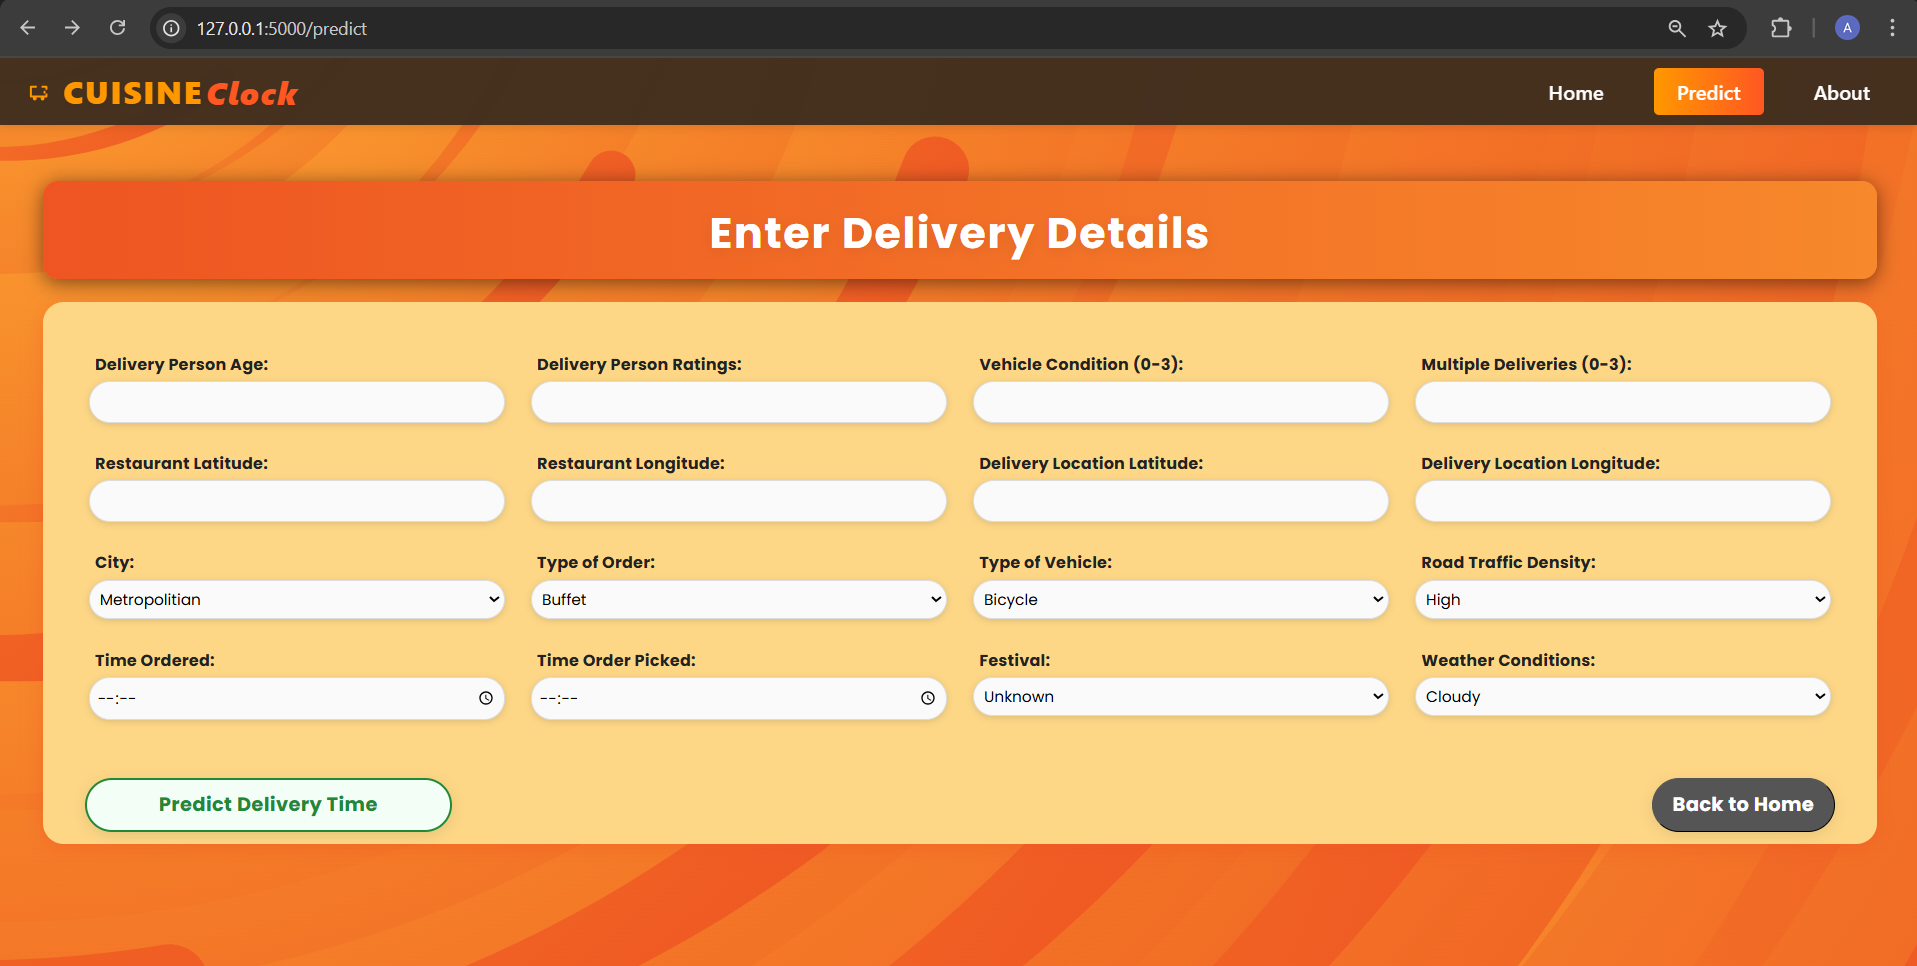 127.0.0.1:5000/predict
A
CUISINE Clock
Home
Predict
About
Enter Delivery Details
Delivery Person Age:
Delivery Person Ratings:
Vehicle Condition (0-3):
Multiple Deliveries (0-3):
Restaurant Latitude:
Restaurant Longitude:
Delivery Location Latitude:
Delivery Location Longitude:
City:
Type of Order:
Type of Vehicle:
Road Traffic Density:
Metropolitian
Buffet
Bicycle
High
Time Ordered:
Time Order Picked:
Festival:
Weather Conditions:
--:--
--:--
Unknown
Cloudy
Predict Delivery Time
Back to Home